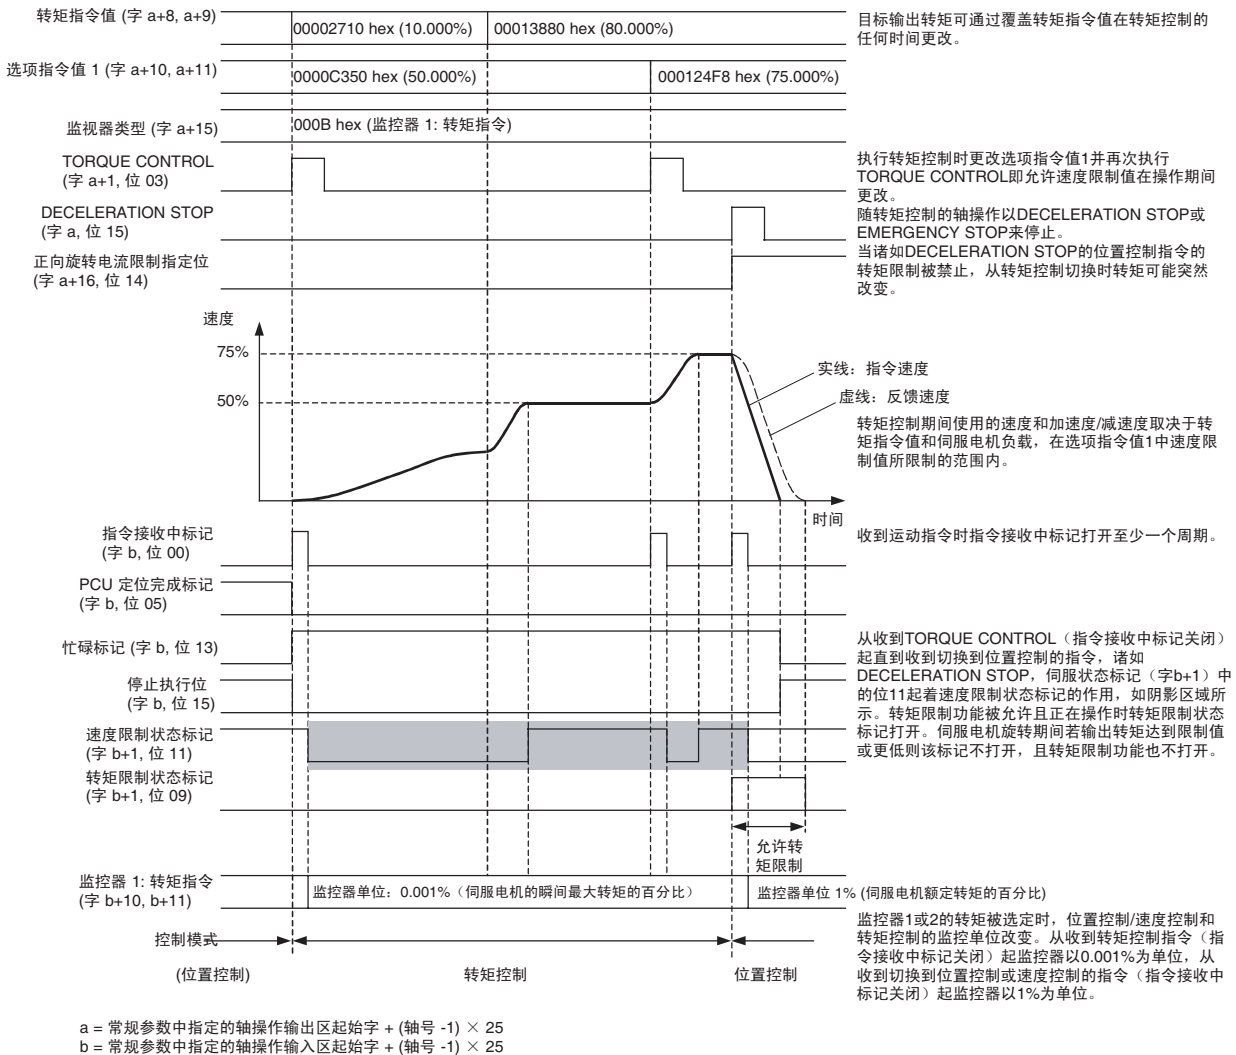 转矩指令值 (字 a+8, a+9)
00002710 hex (10.000%)
00013880 hex (80.000%)
目标输出转矩可通过覆盖转矩指令值在转矩控制的
任何时间更改。
选项指令值 1 (字 a+10, a+11)
0000C350 hex (50.000%)
000124F8 hex (75.000%)
监视器类型 (字 a+15)
000B hex (监控器 1: 转矩指令)
TORQUE CONTROL
(字 a+1, 位 03)
执行转矩控制时更改选项指令值1并再次执行
TORQUE CONTROL即允许速度限制值在操作期间
更改。
DECELERATION STOP
(字 a, 位 15)
随转矩控制的轴操作以DECELERATION STOP或
EMERGENCY STOP来停止。
正向旋转电流限制指定位
(字 a+16, 位 14)
当诸如DECELERATION STOP的位置控制指令的
转矩限制被禁止，从转矩控制切换时转矩可能突然
改变。
速度
75%
50%
实线：指令速度
虚线：反馈速度
转矩控制期间使用的速度和加速度/减速度取决于转
矩指令值和伺服电机负载，在选项指令值1中速度限
制值所限制的范围内。
时间
指令接收中标记
(字 b, 位 00)
收到运动指令时指令接收中标记打开至少一个周期。
PCU 定位完成标记
(字 b, 位 05)
忙碌标记 (字 b, 位 13)
停止执行位
(字 b, 位 15)
速度限制状态标记
(字 b+1, 位 11)
转矩限制状态标记
(字 b+1, 位 09)
从收到TORQUE CONTROL（指令接收中标记关闭）
起直到收到切换到位置控制的指令，诸如
DECELERATION STOP，伺服状态标记（字b+1）中
的位11起着速度限制状态标记的作用，如阴影区域所
示。转矩限制功能被允许且正在操作时转矩限制状态
标记打开。伺服电机旋转期间若输出转矩达到限制值
或更低则该标记不打开，且转矩限制功能也不打开。
允许转
矩限制
监控器 1: 转矩指令
(字 b+10, b+11)
监控器单位：0.001%（伺服电机的瞬间最大转矩的百分比）
监控器单位 1% (伺服电机额定转矩的百分比)
控制模式
(位置控制)
转矩控制
位置控制
监控器1或2的转矩被选定时，位置控制/速度控制和
转矩控制的监控单位改变。从收到转矩控制指令（指
令接收中标记关闭）起监控器以0.001%为单位，从
收到切换到位置控制或速度控制的指令（指令接收中
标记关闭）起监控器以1%为单位。
a = 常规参数中指定的轴操作输出区起始字 + (轴号 -1) × 25
b = 常规参数中指定的轴操作输入区起始字 + (轴号 -1) × 25